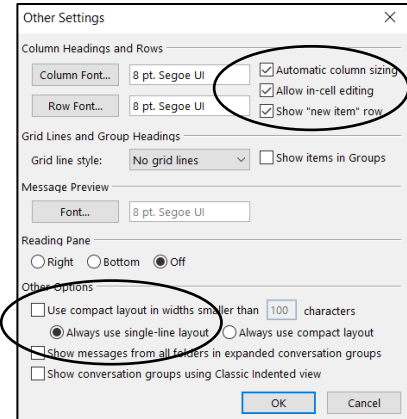 Other Settings
Column Headings and Rows
Column Font... 8 pt. Segoe UI Automatic column sizing
Allow in-cell editing
Row Font... 8 pt. Segoe UI Show "new item" row
Grid Lines and Group Headings
Grid line style: No grid lines Show items in Groups
Message Preview
Font... 8 pt. Segoe UI
Reading Pane
Right Bottom Off
Other Options
Use compact layout in widths smaller than 100 characters
Always use single-line layout Always use compact layout
Show messages from all folders in expanded conversation groups
Show conversation groups using Classic Indented view
OK Cancel